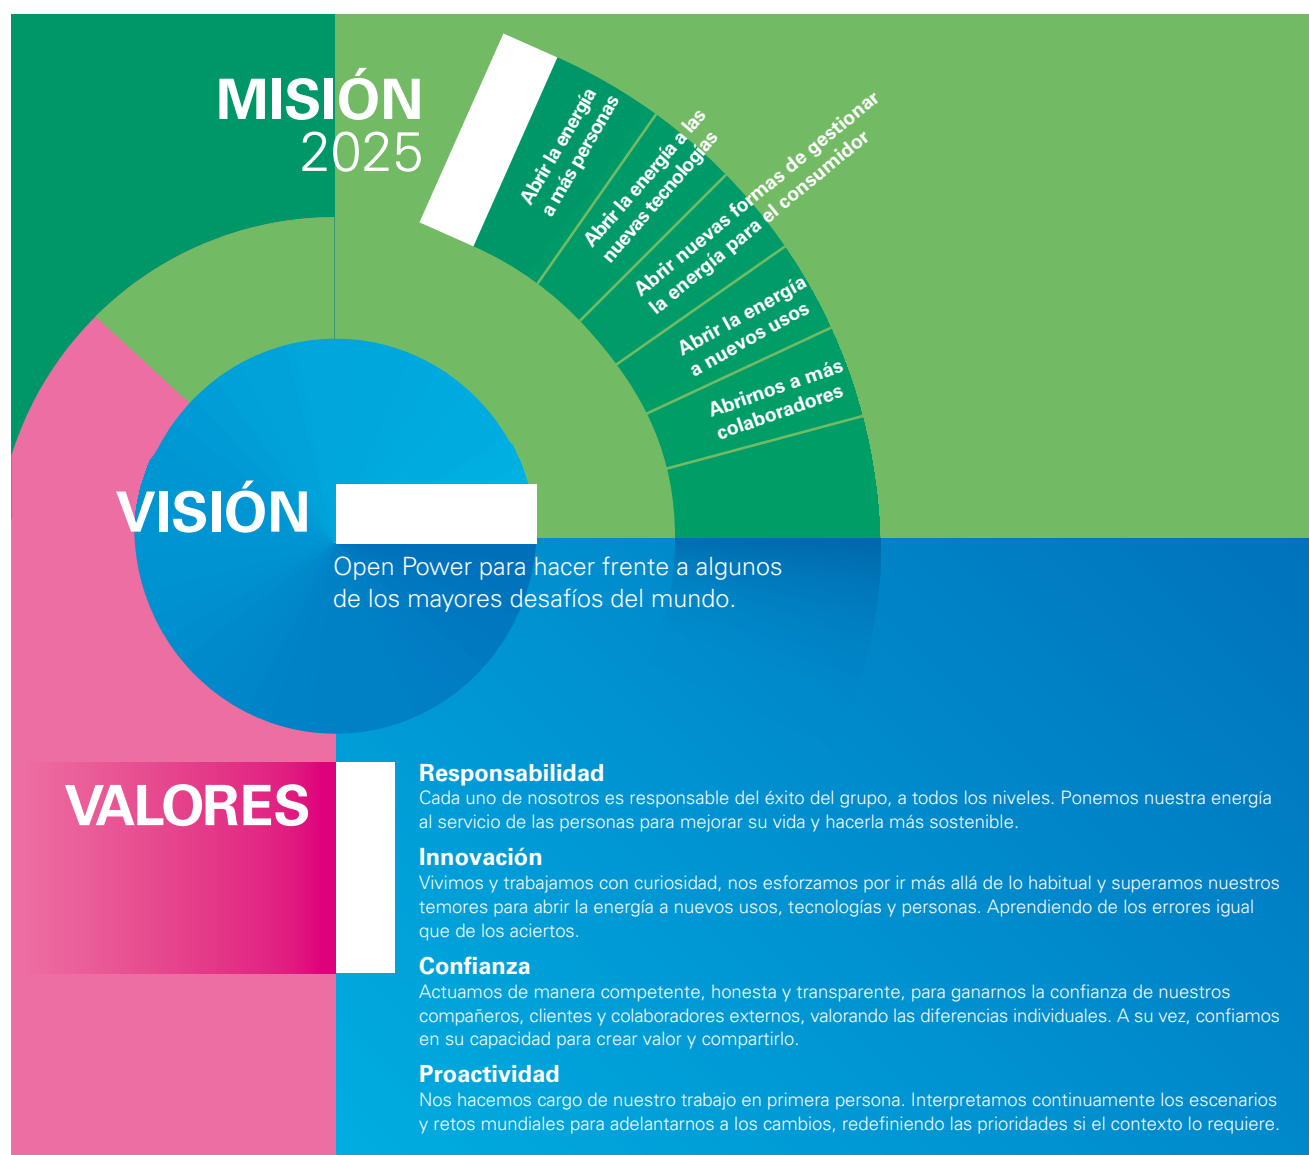 MISIÓN
2025
Abrir la energía
a más personas
Abrir la energía a las
nuevas tecnologías
Abrir nuevas formas de gestionar
la energía para el consumidor
Abrir la energía
a nuevos usos
Abrirnos a más
colaboradores
VISIÓN
Open Power para hacer frente a algunos
de los mayores desafíos del mundo.
VALORES
Responsabilidad
Cada uno de nosotros es responsable del éxito del grupo, a todos los niveles. Ponemos nuestra energía
al servicio de las personas para mejorar su vida y hacerla más sostenible.
Innovación
Vivimos y trabajamos con curiosidad, nos esforzamos por ir más allá de lo habitual y superamos nuestros
temores para abrir la energía a nuevos usos, tecnologías y personas. Aprendiendo de los errores igual
que de los aciertos.
Confianza
Actuamos de manera competente, honesta y transparente, para ganarnos la confianza de nuestros
compañeros, clientes y colaboradores externos, valorando las diferencias individuales. A su vez, confiamos
en su capacidad para crear valor y compartirlo.
Proactividad
Nos hacemos cargo de nuestro trabajo en primera persona. Interpretamos continuamente los escenarios
y retos mundiales para adelantarnos a los cambios, redefiniendo las prioridades si el contexto lo requiere.